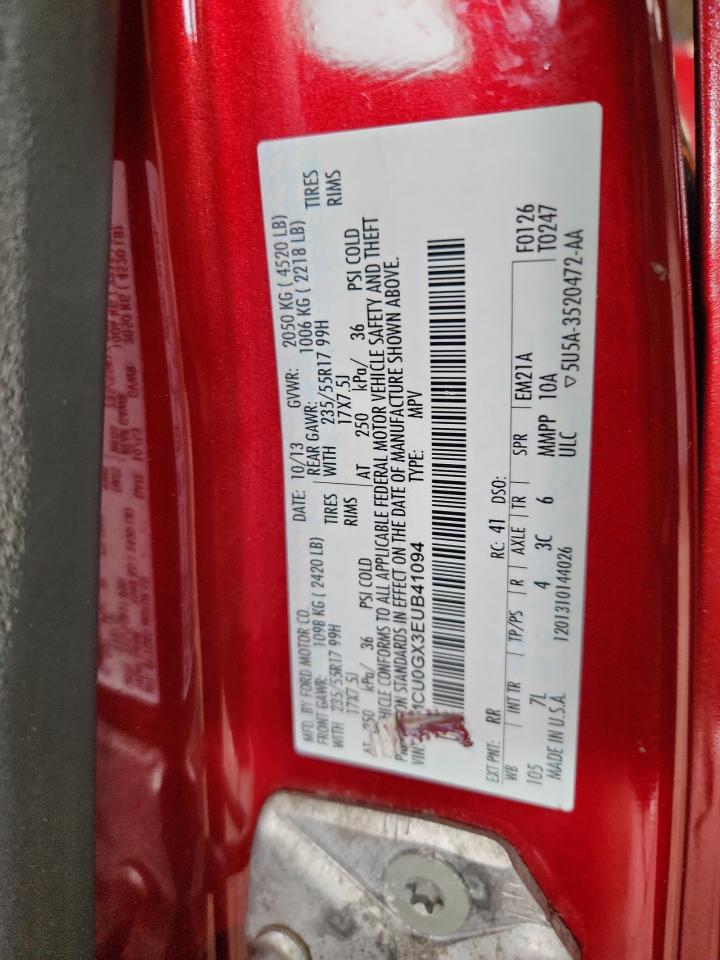 MFD. BY FORD MOTOR CO. DATE: 10/13 GVWR: 2050 KG ( 4520 LB)
FRONT GAWR: 1098 KG ( 2420 LB) REAR GAWR: 1006 KG ( 2218 LB)
WITH 235/55R17 99H TIRES WITH 235/55R17 99H TIRES
17X7.5J RIMS 17X7.5J RIMS
AT 250 kPa/ 36 PSI COLD AT 250 kPa/ 36 PSI COLD
VEHICLE CONFORMS TO ALL APPLICABLE FEDERAL MOTOR VEHICLE SAFETY AND THEFT
STANDARDS IN EFFECT ON THE DATE OF MANUFACTURE SHOWN ABOVE.
VIN: CU0GX3EUB41094 TYPE: MPV
EXT PNT: RR RC: 41 DSO: F0126
WB INT TR TP/PS R AXLE TR SPR EM21A T0247
105 7L 4 3C 6 MMPP 10A
ULC
MADE IN U.S.A. 1201310144026 ▽5U5A-3520472-AA